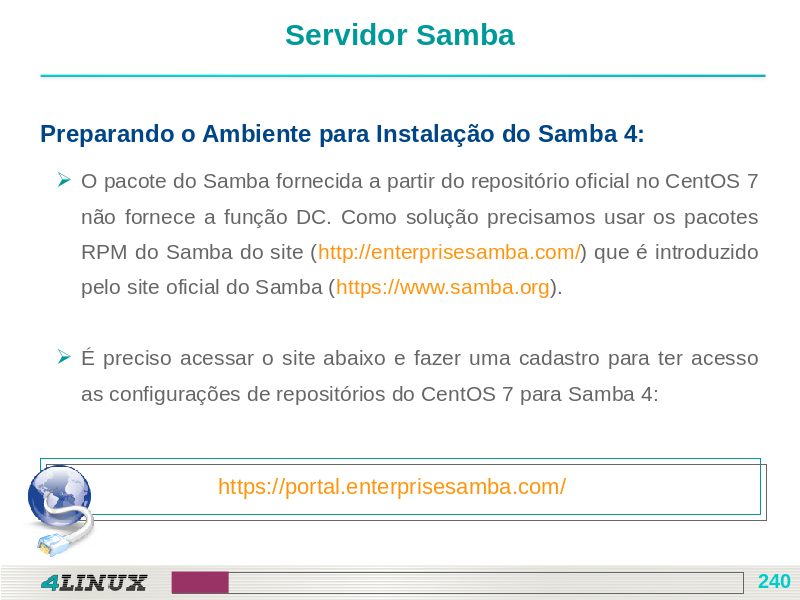 Servidor Samba
Preparando o Ambiente para Instalação do Samba 4:
O pacote do Samba fornecida a partir do repositório oficial no CentOS 7
não fornece a função DC. Como solução precisamos usar os pacotes
RPM do Samba do site (http://enterprisesamba.com/) que é introduzido
pelo site oficial do Samba (https://www.samba.org).
É preciso acessar o site abaixo e fazer uma cadastro para ter acesso
as configurações de repositórios do CentOS 7 para Samba 4:
https://portal.enterprisesamba.com/
4LINUX
240